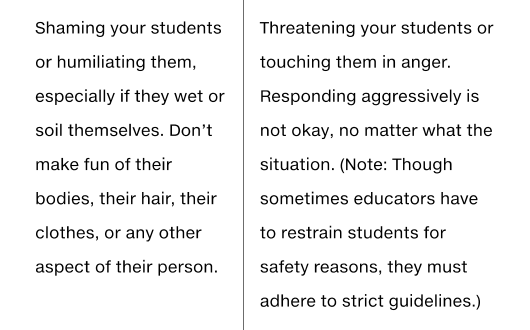 Shaming your students
or humiliating them,
especially if they wet or
soil themselves. Don’t
make fun of their
bodies, their hair, their
clothes, or any other
aspect of their person.
Threatening your students or
touching them in anger.
Responding aggressively is
not okay, no matter what the
situation. (Note: Though
sometimes educators have
to restrain students for
safety reasons, they must
adhere to strict guidelines.)